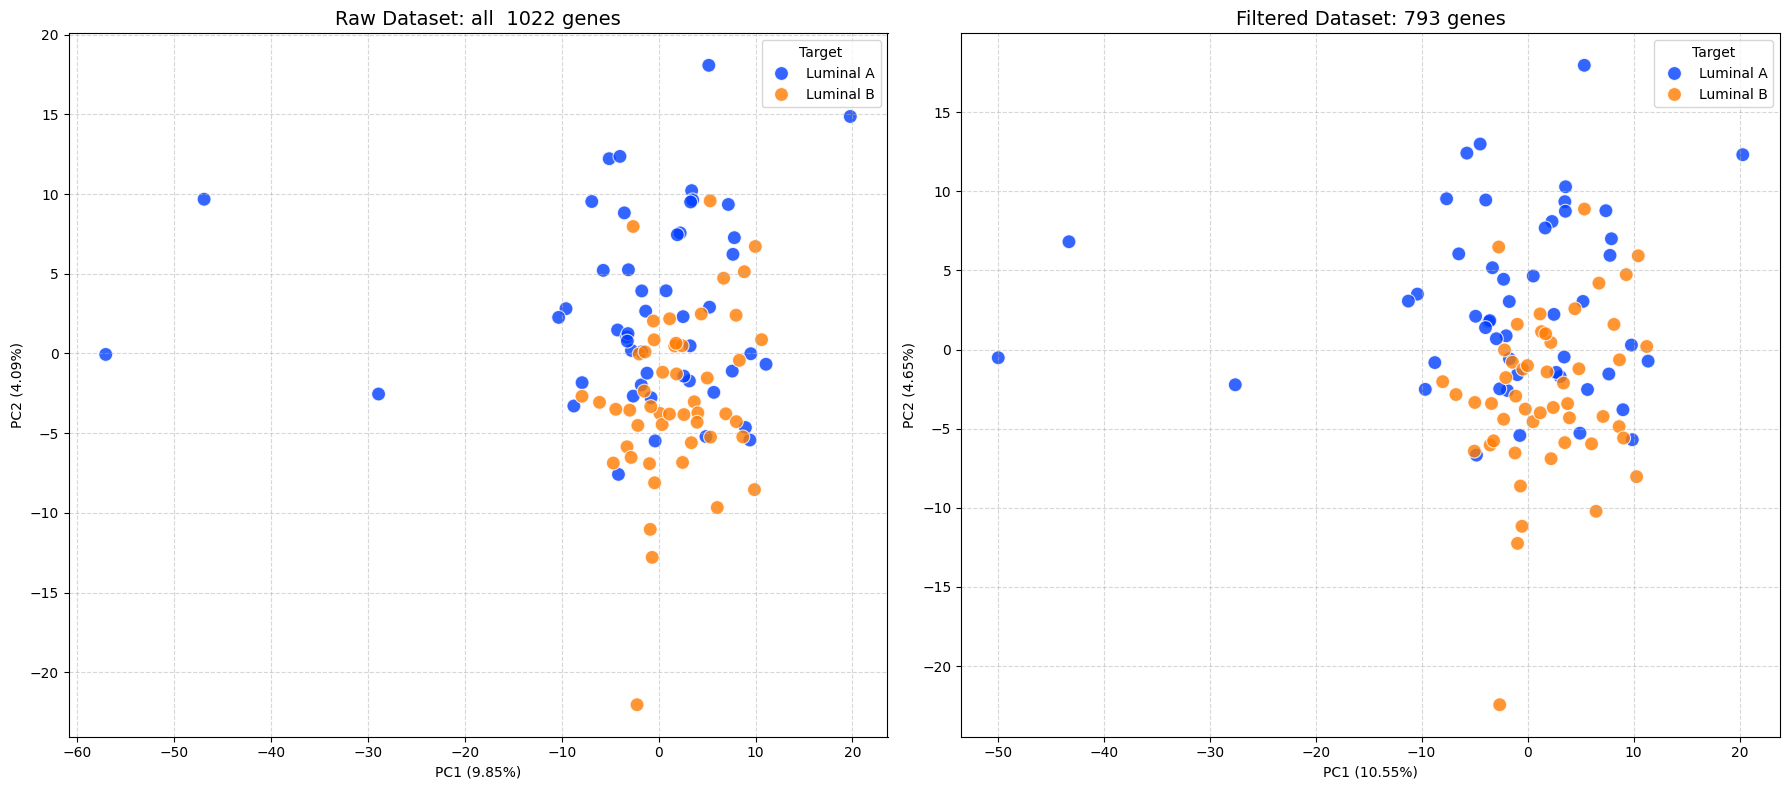 Raw Dataset: all  1022 genes
20
15
10
5
0
−5
−10
−15
−20
PC2 (4.09%)
−60
−50
−40
−30
−20
−10
0
10
20
PC1 (9.85%)
Target
Luminal A
Luminal B
Filtered Dataset: 793 genes
15
10
5
0
−5
−10
−15
−20
PC2 (4.65%)
−50
−40
−30
−20
−10
0
10
20
PC1 (10.55%)
Target
Luminal A
Luminal B